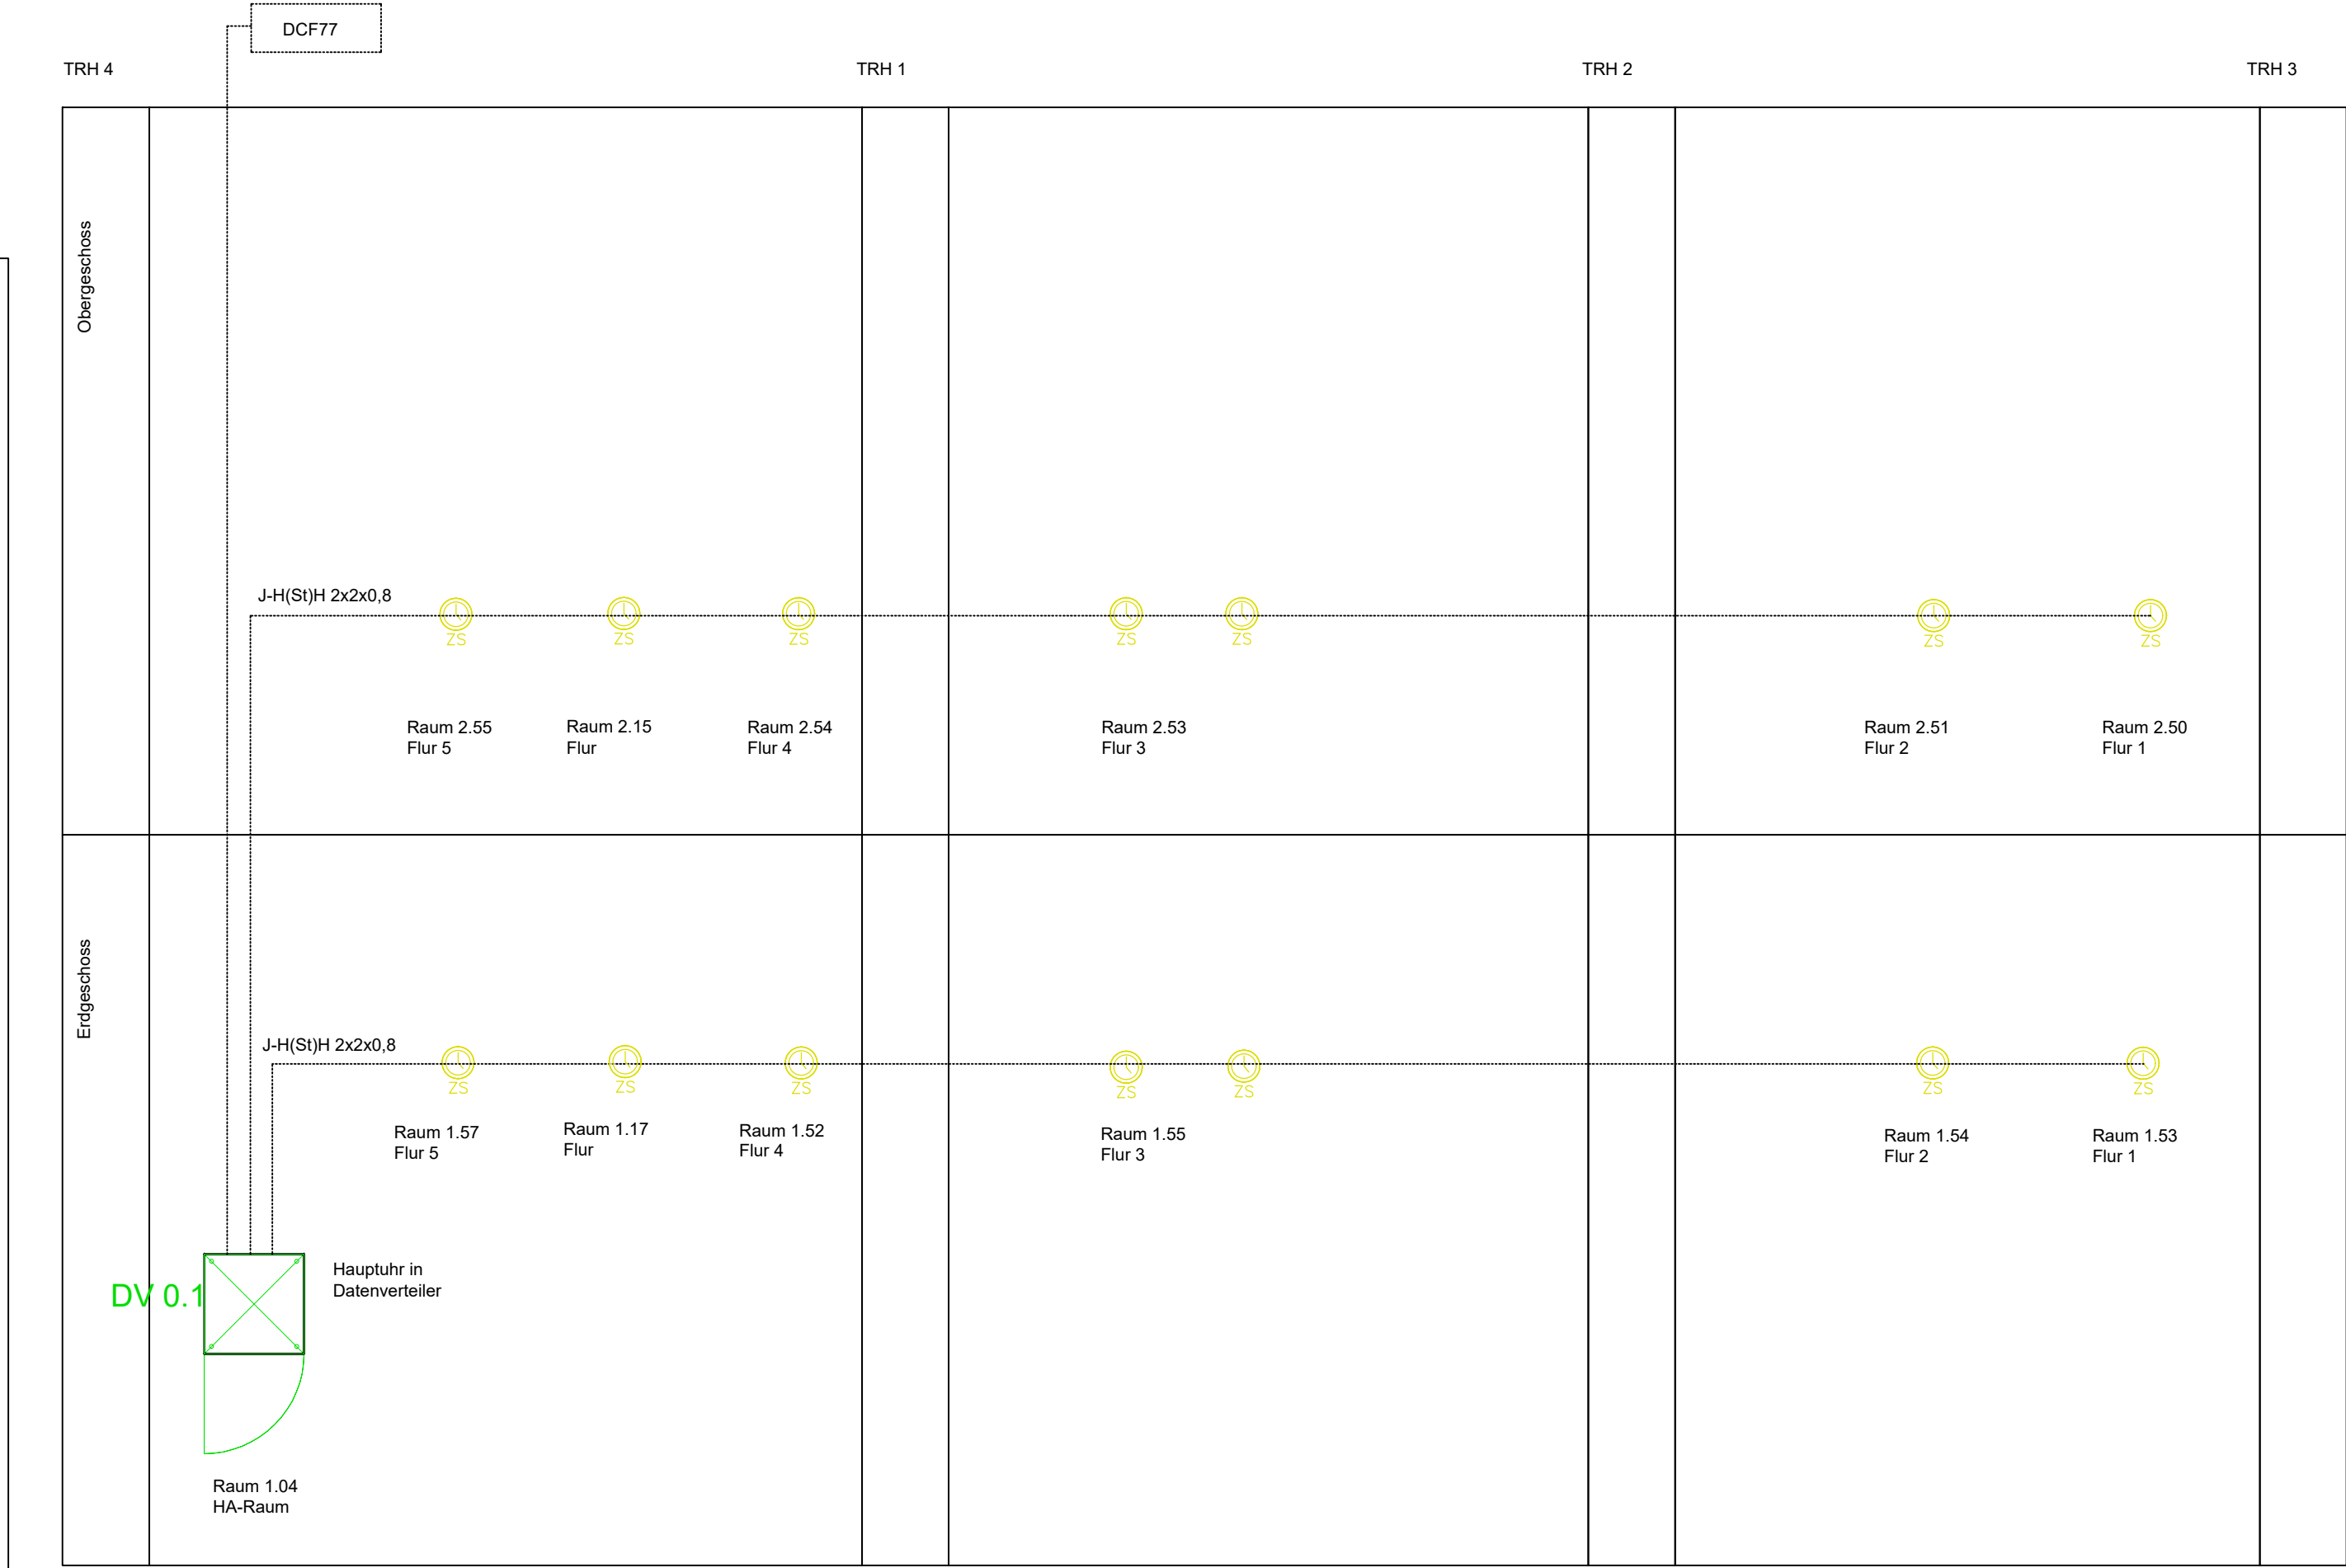 DCF77
TRH 4
TRH 1
TRH 2
TRH 3
Obergeschoss
J-H(St)H 2x2x0,8
ZS
ZS
ZS
ZS
ZS
ZS
ZS
Raum 2.55
Flur 5
Raum 2.15
Flur
Raum 2.54
Flur 4
Raum 2.53
Flur 3
Raum 2.51
Flur 2
Raum 2.50
Flur 1
Erdgeschoss
J-H(St)H 2x2x0,8
ZS
ZS
ZS
ZS
ZS
ZS
ZS
Raum 1.57
Flur 5
Raum 1.17
Flur
Raum 1.52
Flur 4
Raum 1.55
Flur 3
Raum 1.54
Flur 2
Raum 1.53
Flur 1
DV 0.1
Hauptuhr in
Datenverteiler
Raum 1.04
HA-Raum